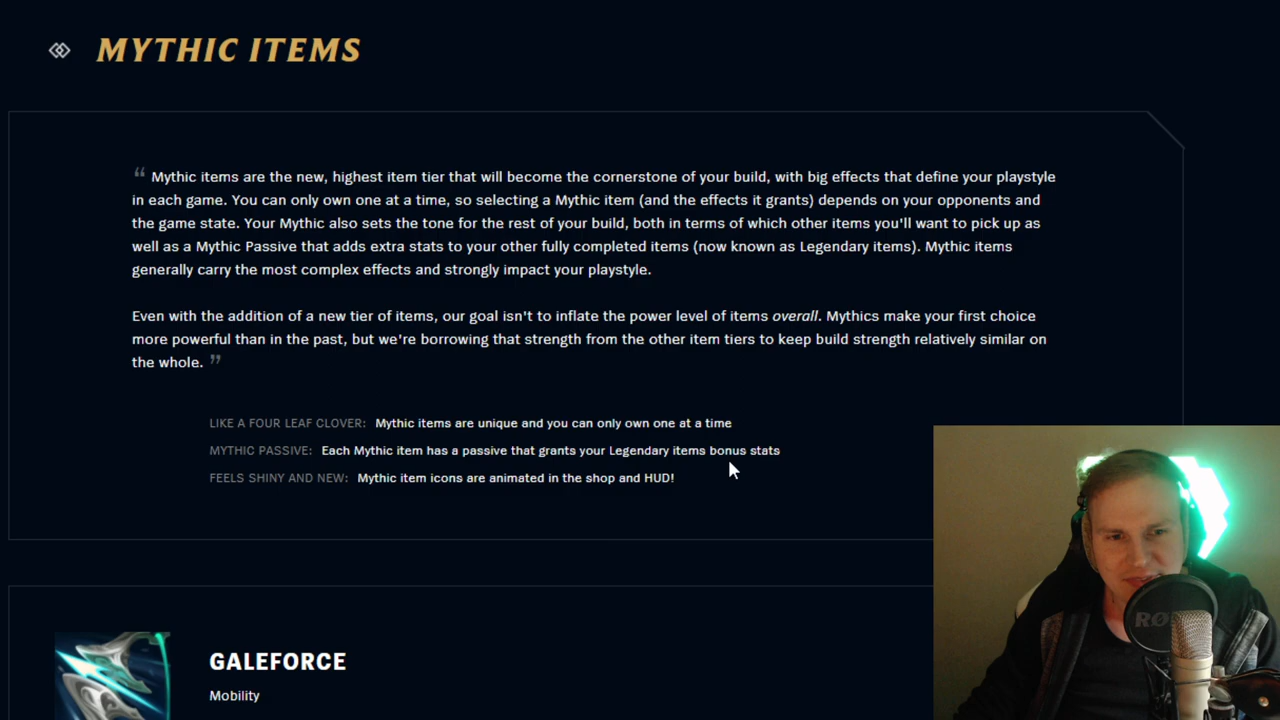 MYTHIC ITEMS
“ Mythic items are the new, highest item tier that will become the cornerstone of your build, with big effects that define your playstyle
in each game. You can only own one at a time, so selecting a Mythic item (and the effects it grants) depends on your opponents and
the game state. Your Mythic also sets the tone for the rest of your build, both in terms of which other items you'll want to pick up as
well as a Mythic Passive that adds extra stats to your other fully completed items (now known as Legendary items). Mythic items
generally carry the most complex effects and strongly impact your playstyle.
Even with the addition of a new tier of items, our goal isn't to inflate the power level of items overall. Mythics make your first choice
more powerful than in the past, but we're borrowing that strength from the other item tiers to keep build strength relatively similar on
the whole. ”
LIKE A FOUR LEAF CLOVER: Mythic items are unique and you can only own one at a time
MYTHIC PASSIVE: Each Mythic item has a passive that grants your Legendary items bonus stats
FEELS SHINY AND NEW: Mythic item icons are animated in the shop and HUD!
GALEFORCE
Mobility